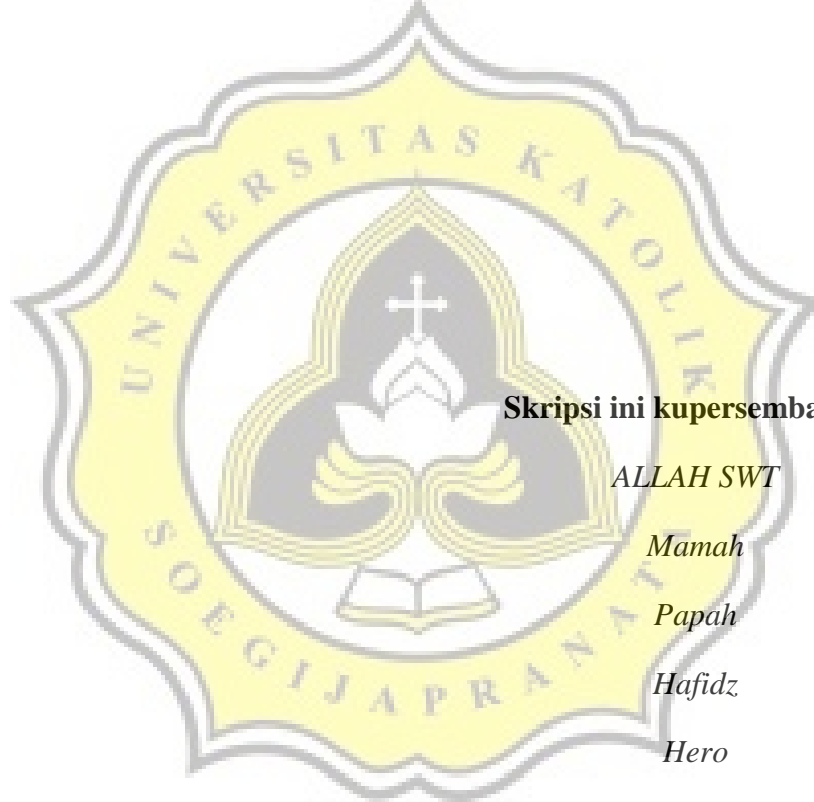 UNIVERSITAS KATOLIK
SOEGIJAPRANATA
Skripsi ini kupersemba
ALLAH SWT
Mamah
Papah
Hafidz
Hero